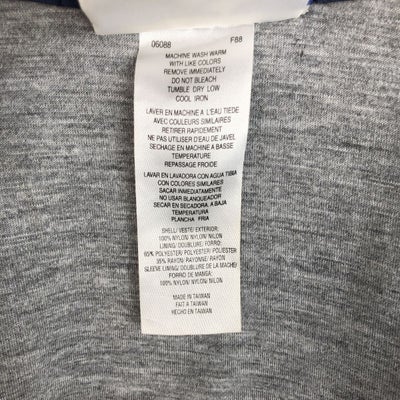 06088 F88
MACHINE WASH WARM
WITH LIKE COLORS
REMOVE IMMEDIATELY
DO NOT BLEACH
TUMBLE DRY LOW
COOL IRON
LAVER EN MACHINE A L'EAU TIEDE
AVEC COULEURS SIMILAIRES
RETIRER RAPIDEMENT
NE PAS UTILISER D'EAU DE JAVEL
SECHAGE EN MACHINE A BASSE
TEMPERATURE
REPASSAGE FROIDE
LAVAR EN LAVADORA CON AGUA TIBIA
CON COLORES SIMILARES
SACAR INMEDIATAMENTE
NO USAR BLANQUEADOR
SECAR EN SECADORA, A BAJA
TEMPERATURA
PLANCHA FRIA
SHELL/ VESTE/ EXTERIOR:
100% NYLON/ NYLON/ NILON
LINING/ DOUBLURE/ FORRO:
65% POLYESTER/ POLYESTER/ POLIESTER
35% RAYON/ RAYONNE/ RAYON
SLEEVE LINING/ DOUBLURE DE LA MACHE/
FORRO DE MANGA:
100% NYLON/ NYLON/ NILON
MADE IN TAIWAN
FAIT A TAIWAN
HECHO EN TAIWAN